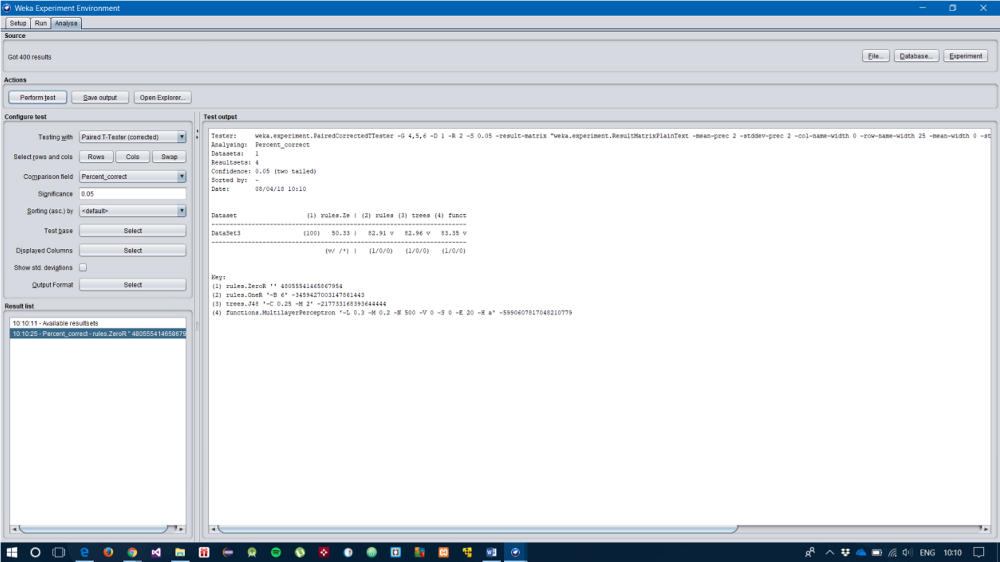 Weka Experiment Environment
Setup Run Analyse
Source
Got 400 results
File... Database... Experiment
Actions
Perform test Save output Open Explorer...
Configure test
Testing with Paired T-Tester (corrected)
Select rows and cols Rows Cols Swap
Comparison field Percent_correct
Significance 0.05
Sorting (asc.) by <default>
Test base Select
Displayed Columns Select
Show std. deviations
Output Format Select
Result list
10:10:11 - Available resultsets
10:10:25 - Percent_correct - rules.ZeroR '' 480555414658679
Test output
Tester: weka.experiment.PairedCorrectedTTester -G 4,5,6 -D 1 -R 2 -S 0.05 -result-matrix "weka.experiment.ResultMatrixPlainText -mean-prec 2 -stddev-prec 2 -col-name-width 0 -row-name-width 25 -mean-width 0 -st
Analysing: Percent_correct
Datasets: 1
Resultsets: 4
Confidence: 0.05 (two tailed)
Sorted by: -
Date: 08/04/18 10:10
Dataset (1) rules.Ze | (2) rules (3) trees (4) funct
--------------------------------------------------------------------------------
DataSet3 (100) 50.33 | 82.91 v 82.96 v 83.35 v
--------------------------------------------------------------------------------
(v/ /*) | (1/0/0) (1/0/0) (1/0/0)
Key:
(1) rules.ZeroR '' 48055541465867954
(2) rules.OneR '-B 6' -3459427003147861443
(3) trees.J48 '-C 0.25 -M 2' -217733168393644444
(4) functions.MultilayerPerceptron '-L 0.3 -M 0.2 -N 500 -V 0 -S 0 -E 20 -H a' -5990607817048210779
ENG 10:10